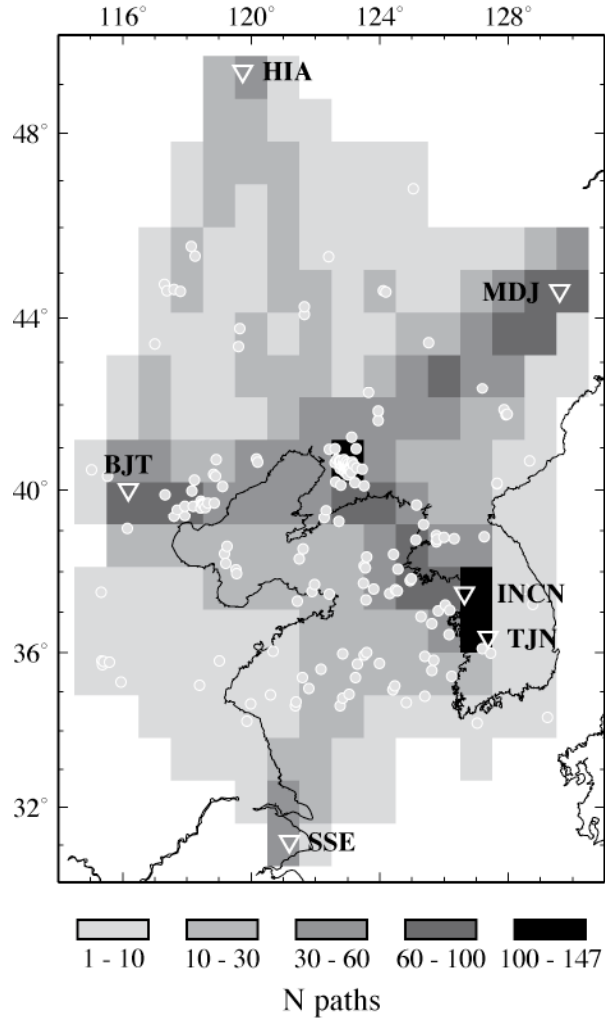 116° 120° 124° 128°
HIA
48°
MDJ
44°
BJT
40°
INCN
TJN
36°
32°
SSE
1 - 10 10 - 30 30 - 60 60 - 100 100 - 147
N paths